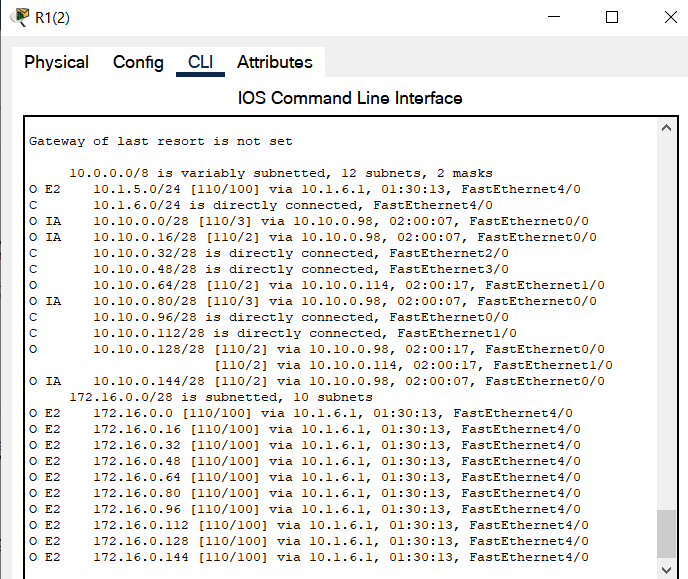 R1(2)
Physical Config CLI Attributes
IOS Command Line Interface
Gateway of last resort is not set
10.0.0.0/8 is variably subnetted, 12 subnets, 2 masks
O E2 10.1.5.0/24 [110/100] via 10.1.6.1, 01:30:13, FastEthernet4/0
C 10.1.6.0/24 is directly connected, FastEthernet4/0
O IA 10.10.0.0/28 [110/3] via 10.10.0.98, 02:00:07, FastEthernet0/0
O IA 10.10.0.16/28 [110/2] via 10.10.0.98, 02:00:07, FastEthernet0/0
C 10.10.0.32/28 is directly connected, FastEthernet2/0
C 10.10.0.48/28 is directly connected, FastEthernet3/0
O 10.10.0.64/28 [110/2] via 10.10.0.114, 02:00:17, FastEthernet1/0
O IA 10.10.0.80/28 [110/3] via 10.10.0.98, 02:00:07, FastEthernet0/0
C 10.10.0.96/28 is directly connected, FastEthernet0/0
C 10.10.0.112/28 is directly connected, FastEthernet1/0
O 10.10.0.128/28 [110/2] via 10.10.0.98, 02:00:17, FastEthernet0/0
[110/2] via 10.10.0.114, 02:00:17, FastEthernet1/0
O IA 10.10.0.144/28 [110/2] via 10.10.0.98, 02:00:07, FastEthernet0/0
172.16.0.0/28 is subnetted, 10 subnets
O E2 172.16.0.0 [110/100] via 10.1.6.1, 01:30:13, FastEthernet4/0
O E2 172.16.0.16 [110/100] via 10.1.6.1, 01:30:13, FastEthernet4/0
O E2 172.16.0.32 [110/100] via 10.1.6.1, 01:30:13, FastEthernet4/0
O E2 172.16.0.48 [110/100] via 10.1.6.1, 01:30:13, FastEthernet4/0
O E2 172.16.0.64 [110/100] via 10.1.6.1, 01:30:13, FastEthernet4/0
O E2 172.16.0.80 [110/100] via 10.1.6.1, 01:30:13, FastEthernet4/0
O E2 172.16.0.96 [110/100] via 10.1.6.1, 01:30:13, FastEthernet4/0
O E2 172.16.0.112 [110/100] via 10.1.6.1, 01:30:13, FastEthernet4/0
O E2 172.16.0.128 [110/100] via 10.1.6.1, 01:30:13, FastEthernet4/0
O E2 172.16.0.144 [110/100] via 10.1.6.1, 01:30:13, FastEthernet4/0